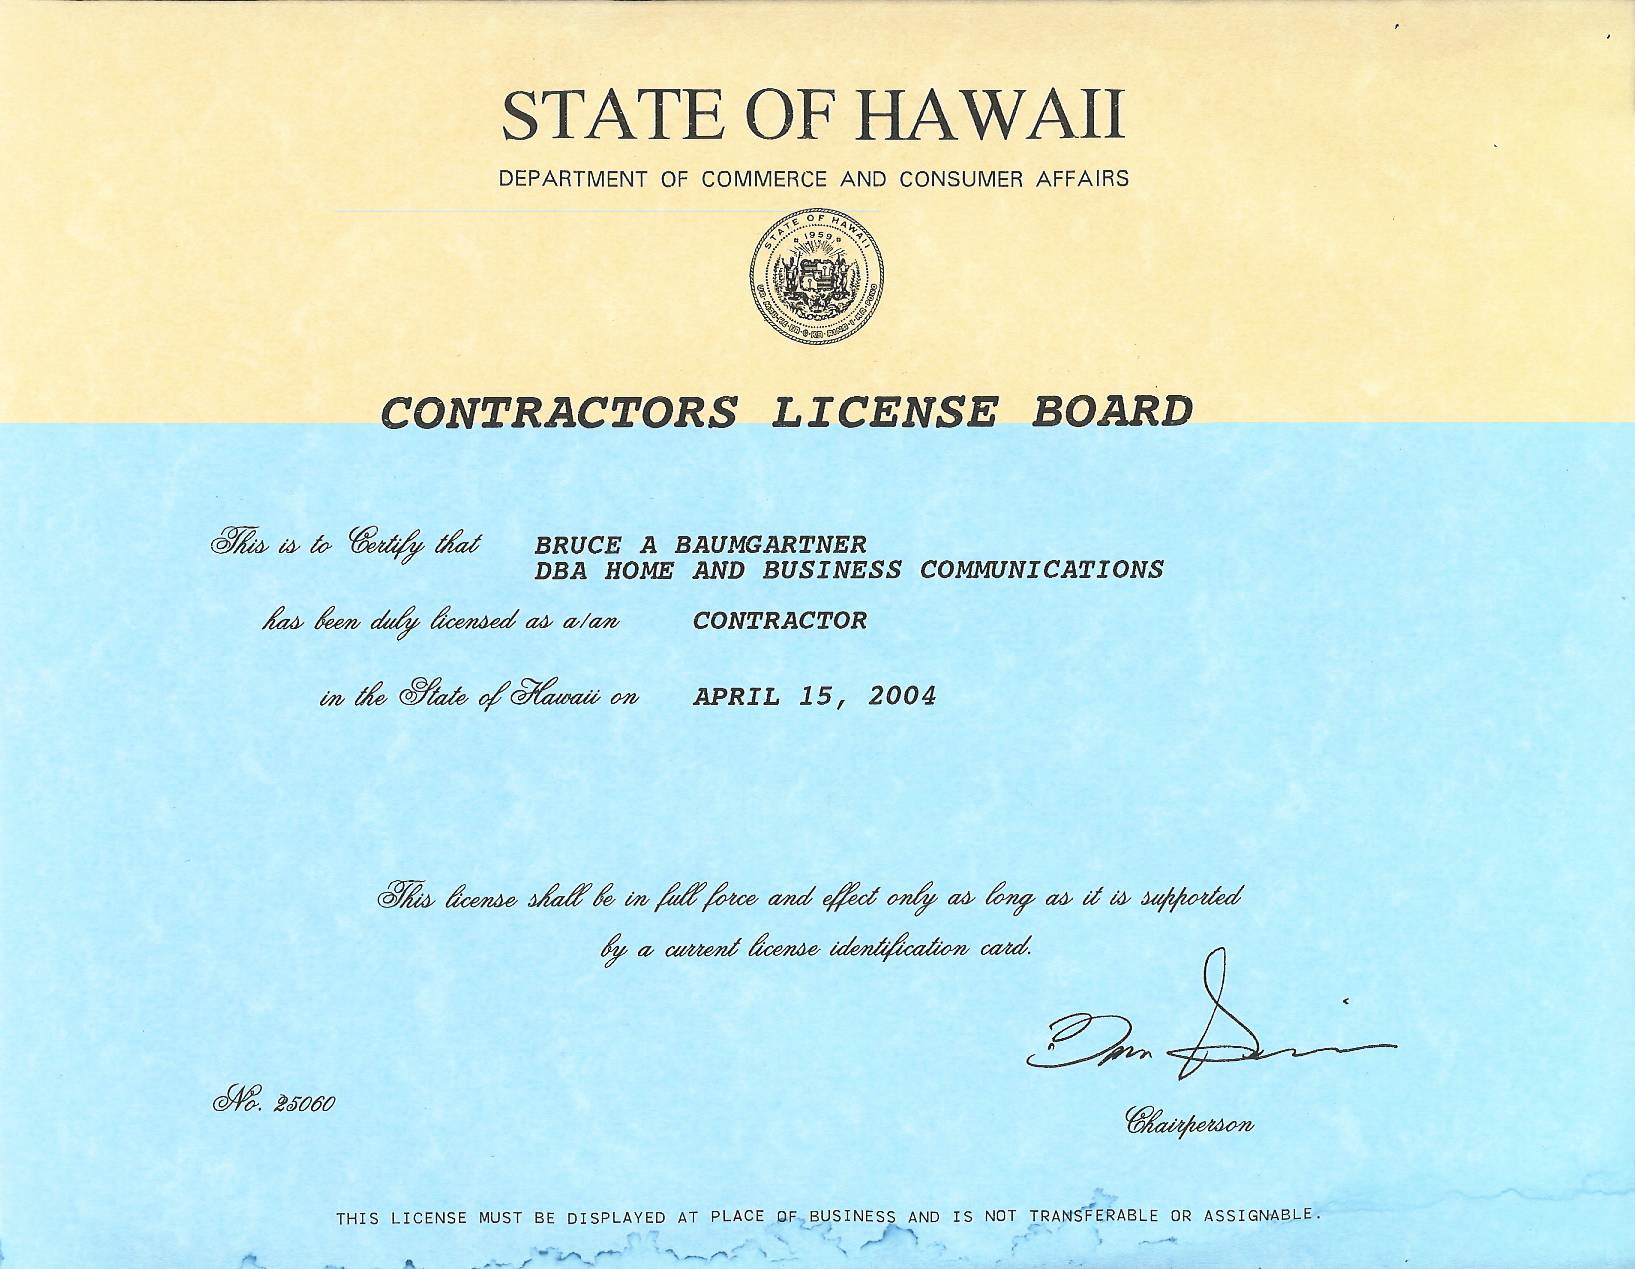 STATE OF HAWAII
DEPARTMENT OF COMMERCE AND CONSUMER AFFAIRS
STATE OF HAWAII
1959
CONTRACTORS LICENSE BOARD
This is to Certify that BRUCE A BAUMGARTNER
DBA HOME AND BUSINESS COMMUNICATIONS
has been duly licensed as a/an CONTRACTOR
in the State of Hawaii on APRIL 15, 2004
This license shall be in full force and effect only as long as it is supported
by a current license identification card.
No. 25060
Chairperson
THIS LICENSE MUST BE DISPLAYED AT PLACE OF BUSINESS AND IS NOT TRANSFERABLE OR ASSIGNABLE.